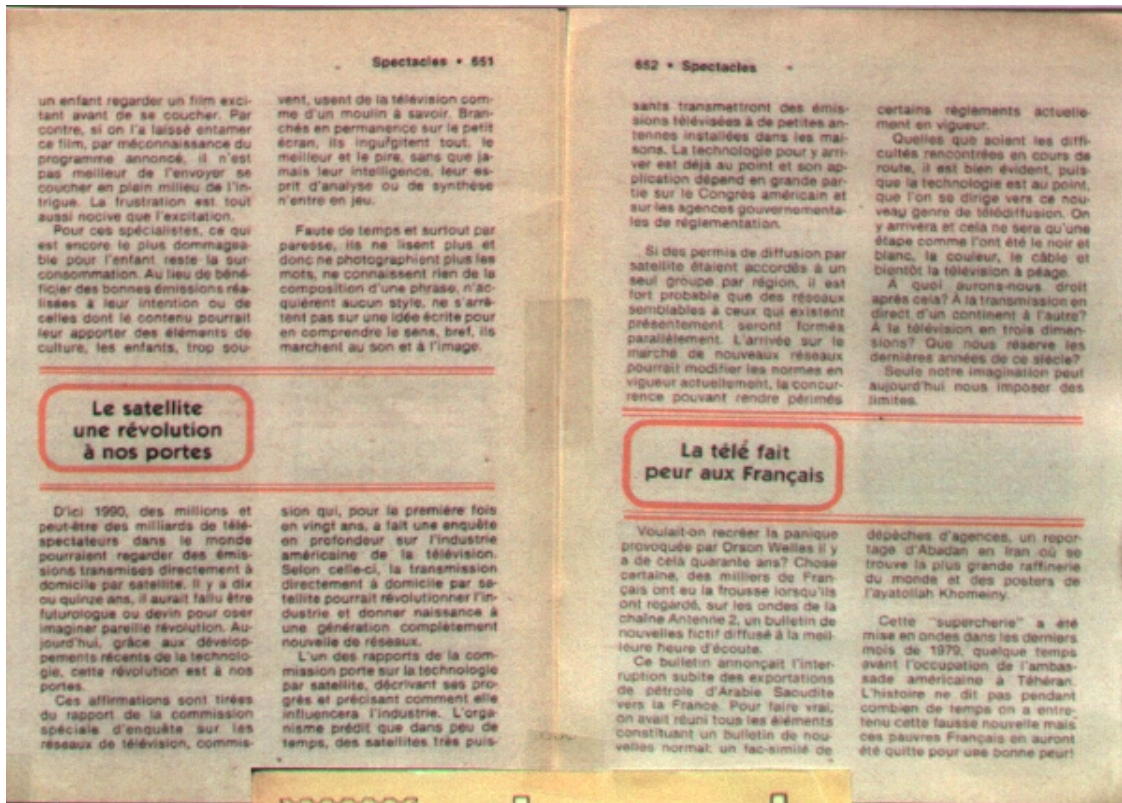 Spectacles • 651
un enfant regarder un film exci-
tant avant de se coucher. Par
contre, si on l'a laissé entamer
ce film, par méconnaissance du
programme annoncé, il n'est
pas meilleur de l'envoyer se
coucher en plein milieu de l'in-
trigue. La frustration est tout
aussi nocive que l'excitation.
Pour ces spécialistes, ce qui
est encore le plus dommagea-
ble pour l'enfant reste la sur-
consommation. Au lieu de béné-
ficier des bonnes émissions réa-
lisées à leur intention ou de
celles dont le contenu pourrait
leur apporter des éléments de
culture, les enfants, trop sou-
vent, usent de la télévision com-
me d'un moulin à savoir. Bran-
chés en permanence sur le petit
écran, ils ingurgitent tout, le
meilleur et le pire, sans que ja-
mais leur intelligence, leur es-
prit d'analyse ou de synthèse
n'entre en jeu.
Faute de temps et surtout par
paresse, ils ne lisent plus et
donc ne photographient plus les
mots, ne connaissent rien de la
composition d'une phrase, n'ac-
quièrent aucun style, ne s'arrê-
tent pas sur une idée écrite pour
en comprendre le sens, bref, ils
marchent au son et à l'image.
Le satellite
une révolution
à nos portes
D'ici 1990, des millions et
peut-être des milliards de télé-
spectateurs dans le monde
pourraient regarder des émis-
sions transmises directement à
domicile par satellite. Il y a dix
ou quinze ans, il aurait fallu être
futurologue ou devin pour oser
imaginer pareille révolution. Au-
jourd'hui, grâce aux dévelop-
pements récents de la technolo-
gie, cette révolution est à nos
portes.
Ces affirmations sont tirées
du rapport de la commission
spéciale d'enquête sur les
réseaux de télévision, commis-
sion qui, pour la première fois
en vingt ans, a fait une enquête
en profondeur sur l'industrie
américaine de la télévision.
Selon celle-ci, la transmission
directement à domicile par sa-
tellite pourrait révolutionner l'in-
dustrie et donner naissance à
une génération complètement
nouvelle de réseaux.
L'un des rapports de la com-
mission porte sur la technologie
par satellite, décrivant ses pro-
grès et précisant comment elle
influencera l'industrie. L'orga-
nisme prédit que dans peu de
temps, des satellites très puis-
652 • Spectacles
sants transmettront des émis-
sions télévisées à de petites an-
tennes installées dans les mai-
sons. La technologie pour y arri-
ver est déjà au point et son ap-
plication dépend en grande par-
tie sur le Congrès américain et
sur les agences gouvernementa-
les de réglementation.
Si des permis de diffusion par
satellite étaient accordés à un
seul groupe par région, il est
fort probable que des réseaux
semblables à ceux qui existent
présentement seront formés
parallèlement. L'arrivée sur le
marché de nouveaux réseaux
pourrait modifier les normes en
vigueur actuellement, la concur-
rence pouvant rendre périmés
certains règlements actuelle-
ment en vigueur.
Quelles que soient les diffi-
cultés rencontrées en cours de
route, il est bien évident, puis-
que la technologie est au point,
que l'on se dirige vers ce nou-
veau genre de télédiffusion. On
y arrivera et cela ne sera qu'une
étape comme l'ont été le noir et
blanc, la couleur, le câble et
bientôt la télévision à péage.
À quoi aurons-nous droit
après cela? À la transmission en
direct d'un continent à l'autre?
À la télévision en trois dimen-
sions? Que nous réserve les
dernières années de ce siècle?
Seule notre imagination peut
aujourd'hui nous imposer des
limites.
La télé fait
peur aux Français
Voulait-on recréer la panique
provoquée par Orson Welles il y
a de cela quarante ans? Chose
certaine, des milliers de Fran-
çais ont eu la frousse lorsqu'ils
ont regardé, sur les ondes de la
chaîne Antenne 2, un bulletin de
nouvelles fictif diffusé à la meil-
leure heure d'écoute.
Ce bulletin annonçait l'inter-
ruption subite des exportations
de pétrole d'Arabie Saoudite
vers la France. Pour faire vrai,
on avait réuni tous les éléments
constituant un bulletin de nou-
velles normal: un fac-similé de
dépêches d'agences, un repor-
tage d'Abadan en Iran où se
trouve la plus grande raffinerie
du monde et des posters de
l'ayatollah Khomeiny.
Cette "supercherie" a été
mise en ondes dans les derniers
mois de 1979, quelque temps
avant l'occupation de l'ambas-
sade américaine à Téhéran.
L'histoire ne dit pas pendant
combien de temps on a entre-
tenu cette fausse nouvelle mais
ces pauvres Français en auront
été quitte pour une bonne peur!